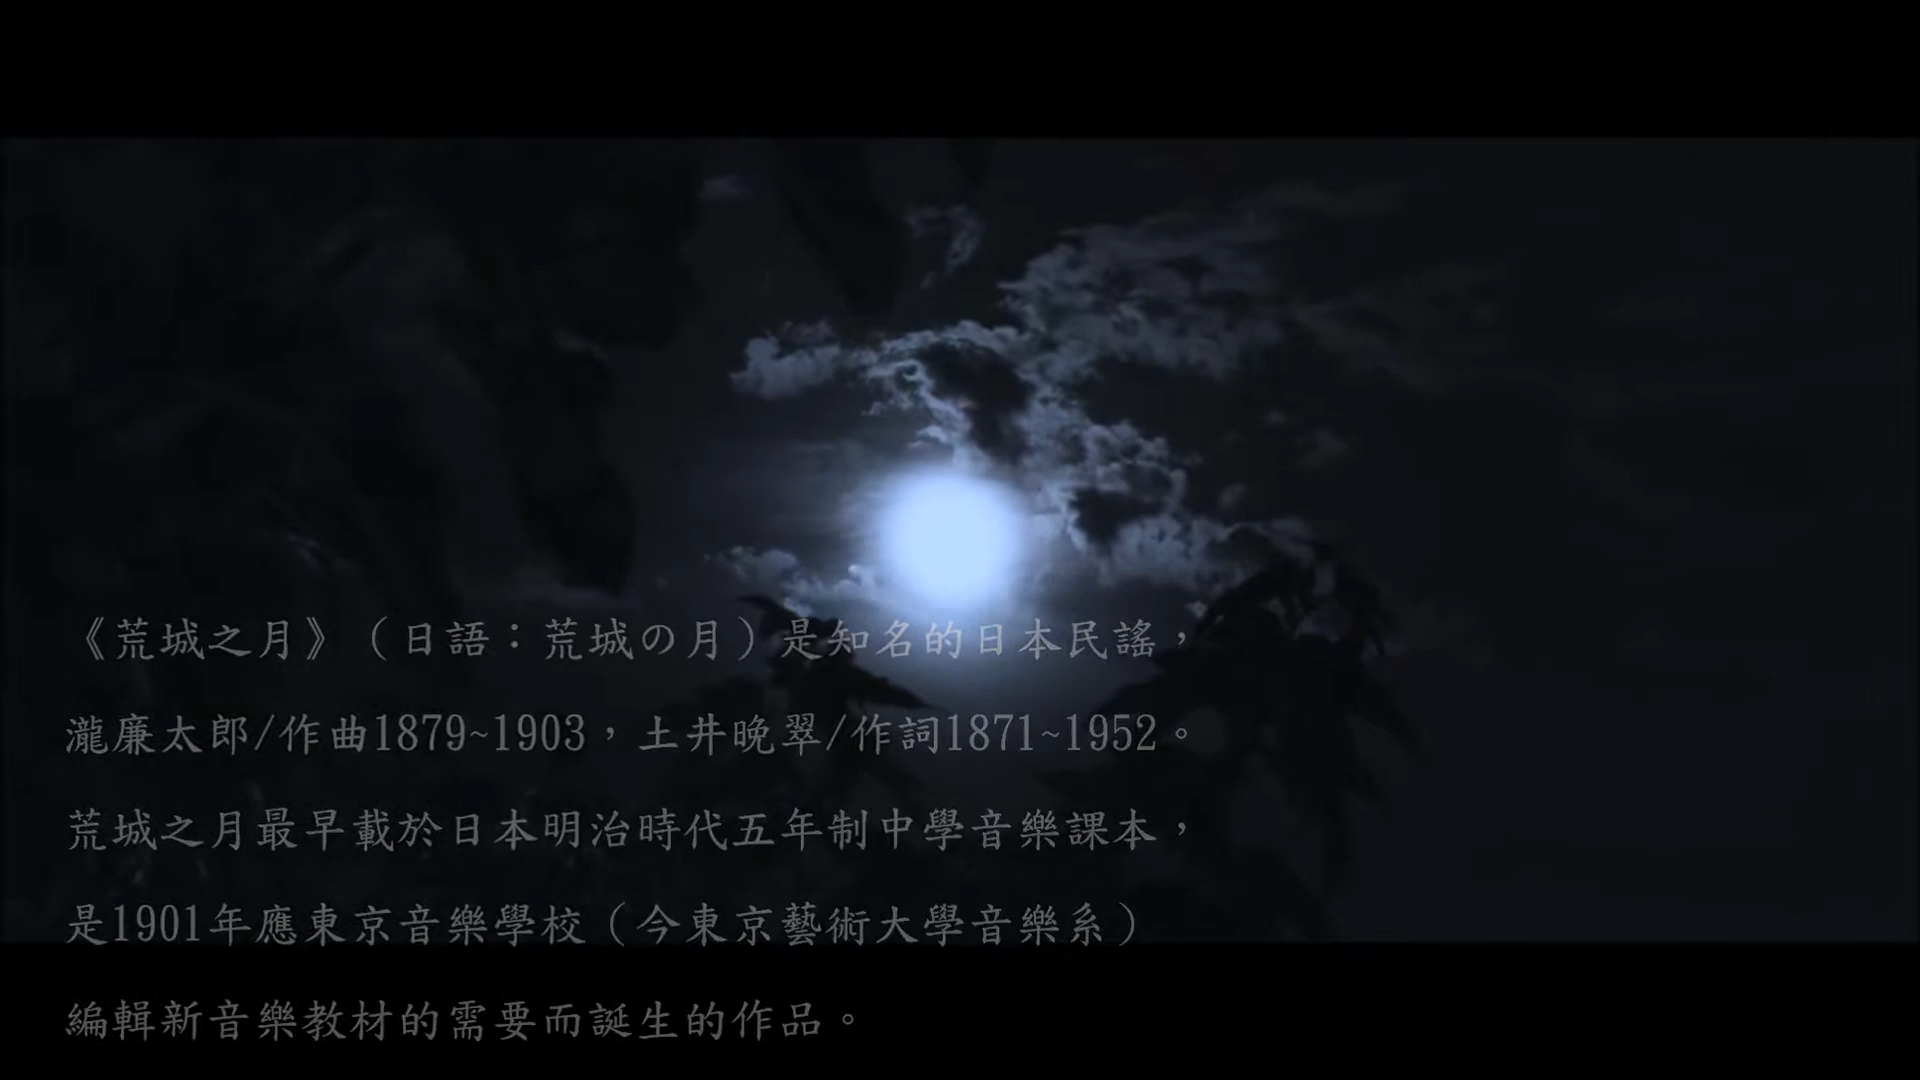 《荒城之月》（日語：荒城の月）是知名的日本民謠，
瀧廉太郎/作曲1879~1903，土井晚翠/作詞1871~1952。
荒城之月最早載於日本明治時代五年制中學音樂課本，
是1901年應東京音樂學校（今東京藝術大學音樂系）
編輯新音樂教材的需要而誕生的作品。